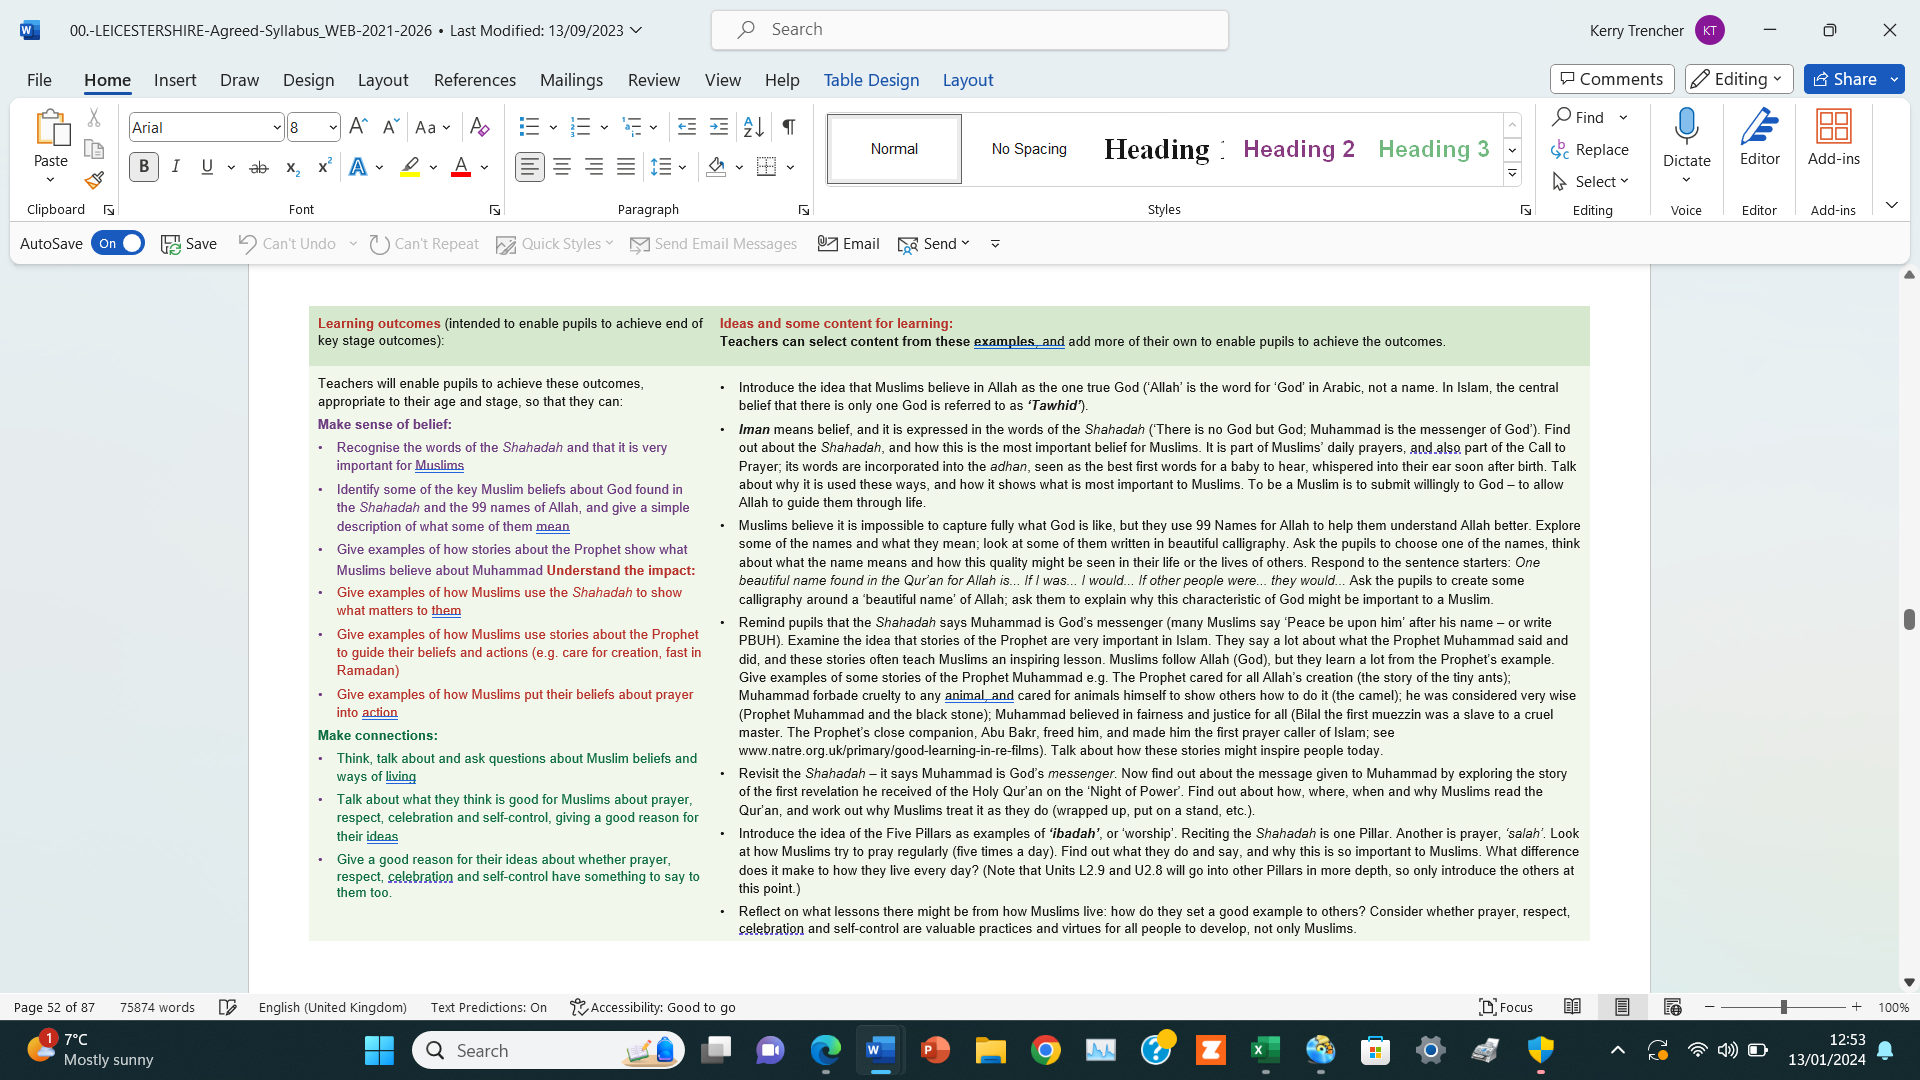 00.-LEICESTERSHIRE-Agreed-Syllabus_WEB-2021-2026 • Last Modified: 13/09/2023
Search
Kerry Trencher
KT
File Home Insert Draw Design Layout References Mailings Review View Help Table Design Layout
Comments Editing Share
Paste
Arial 8
Aa
B I U ab x₂ x² A A
Normal
No Spacing
Heading 1
Heading 2
Heading 3
Find
Replace
Select
Dictate
Editor
Add-ins
Clipboard Font Paragraph Styles Editing Voice Editor Add-ins
AutoSave On Save Can't Undo Can't Repeat Quick Styles Send Email Messages Email Send
Learning outcomes (intended to enable pupils to achieve end of
key stage outcomes):
Ideas and some content for learning:
Teachers can select content from these examples, and add more of their own to enable pupils to achieve the outcomes.
Teachers will enable pupils to achieve these outcomes,
appropriate to their age and stage, so that they can:
Make sense of belief:
• Recognise the words of the Shahadah and that it is very
important for Muslims
• Identify some of the key Muslim beliefs about God found in
the Shahadah and the 99 names of Allah, and give a simple
description of what some of them mean
• Give examples of how stories about the Prophet show what
Muslims believe about Muhammad Understand the impact:
• Give examples of how Muslims use the Shahadah to show
what matters to them
• Give examples of how Muslims use stories about the Prophet
to guide their beliefs and actions (e.g. care for creation, fast in
Ramadan)
• Give examples of how Muslims put their beliefs about prayer
into action
Make connections:
• Think, talk about and ask questions about Muslim beliefs and
ways of living
• Talk about what they think is good for Muslims about prayer,
respect, celebration and self-control, giving a good reason for
their ideas
• Give a good reason for their ideas about whether prayer,
respect, celebration and self-control have something to say to
them too.
• Introduce the idea that Muslims believe in Allah as the one true God (‘Allah’ is the word for ‘God’ in Arabic, not a name. In Islam, the central
belief that there is only one God is referred to as ‘Tawhid’).
• Iman means belief, and it is expressed in the words of the Shahadah (‘There is no God but God; Muhammad is the messenger of God’). Find
out about the Shahadah, and how this is the most important belief for Muslims. It is part of Muslims’ daily prayers, and also part of the Call to
Prayer; its words are incorporated into the adhan, seen as the best first words for a baby to hear, whispered into their ear soon after birth. Talk
about why it is used these ways, and how it shows what is most important to Muslims. To be a Muslim is to submit willingly to God – to allow
Allah to guide them through life.
• Muslims believe it is impossible to capture fully what God is like, but they use 99 Names for Allah to help them understand Allah better. Explore
some of the names and what they mean; look at some of them written in beautiful calligraphy. Ask the pupils to choose one of the names, think
about what the name means and how this quality might be seen in their life or the lives of others. Respond to the sentence starters: One
beautiful name found in the Qur’an for Allah is... If I was... I would... If other people were... they would... Ask the pupils to create some
calligraphy around a ‘beautiful name’ of Allah; ask them to explain why this characteristic of God might be important to a Muslim.
• Remind pupils that the Shahadah says Muhammad is God’s messenger (many Muslims say ‘Peace be upon him’ after his name – or write
PBUH). Examine the idea that stories of the Prophet are very important in Islam. They say a lot about what the Prophet Muhammad said and
did, and these stories often teach Muslims an inspiring lesson. Muslims follow Allah (God), but they learn a lot from the Prophet’s example.
Give examples of some stories of the Prophet Muhammad e.g. The Prophet cared for all Allah’s creation (the story of the tiny ants);
Muhammad forbade cruelty to any animal, and cared for animals himself to show others how to do it (the camel); he was considered very wise
(Prophet Muhammad and the black stone); Muhammad believed in fairness and justice for all (Bilal the first muezzin was a slave to a cruel
master. The Prophet’s close companion, Abu Bakr, freed him, and made him the first prayer caller of Islam; see
www.natre.org.uk/primary/good-learning-in-re-films). Talk about how these stories might inspire people today.
• Revisit the Shahadah – it says Muhammad is God’s messenger. Now find out about the message given to Muhammad by exploring the story
of the first revelation he received of the Holy Qur’an on the ‘Night of Power’. Find out about how, where, when and why Muslims read the
Qur’an, and work out why Muslims treat it as they do (wrapped up, put on a stand, etc.).
• Introduce the idea of the Five Pillars as examples of ‘ibadah’, or ‘worship’. Reciting the Shahadah is one Pillar. Another is prayer, ‘salah’. Look
at how Muslims try to pray regularly (five times a day). Find out what they do and say, and why this is so important to Muslims. What difference
does it make to how they live every day? (Note that Units L2.9 and U2.8 will go into other Pillars in more depth, so only introduce the others at
this point.)
• Reflect on what lessons there might be from how Muslims live: how do they set a good example to others? Consider whether prayer, respect,
celebration and self-control are valuable practices and virtues for all people to develop, not only Muslims.
Page 52 of 87 75874 words English (United Kingdom) Text Predictions: On Accessibility: Good to go Focus 100%
1
7°C
Mostly sunny
Search
12:53
13/01/2024